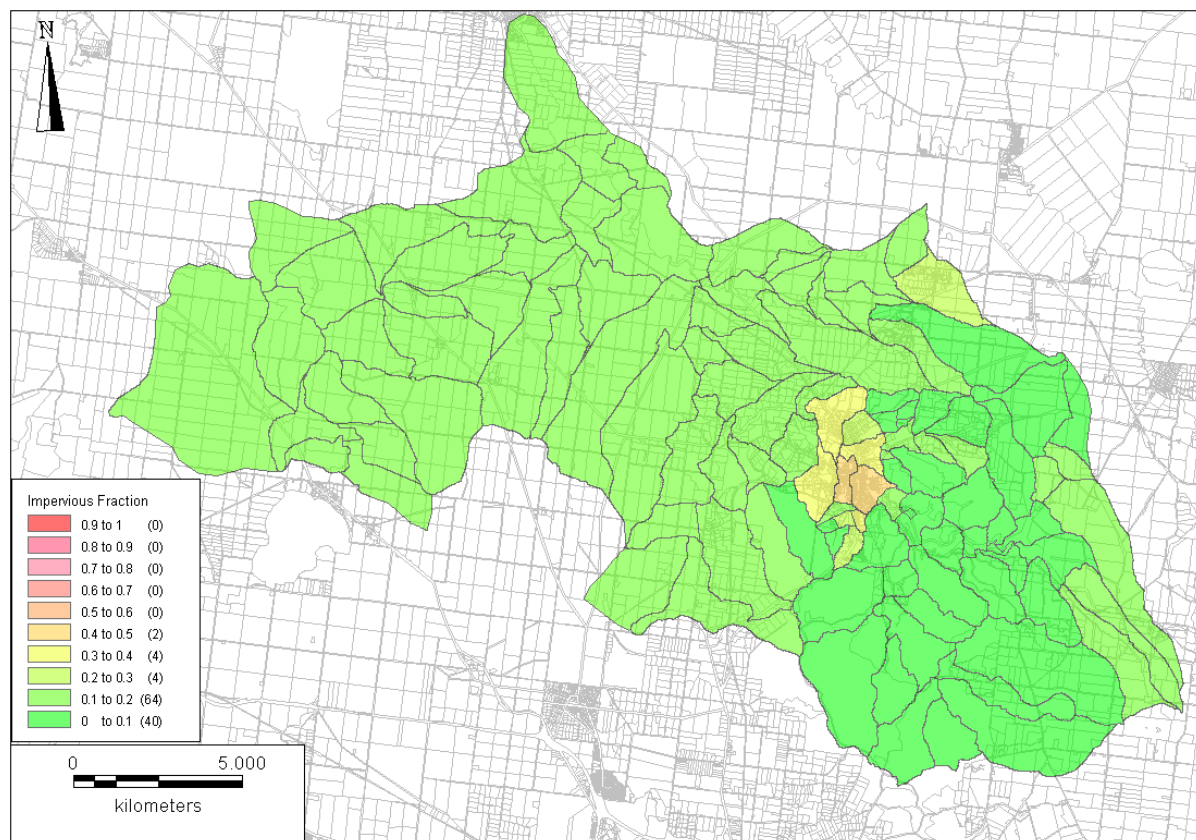 N
Impervious Fraction
0.9 to 1 (0)
0.8 to 0.9 (0)
0.7 to 0.8 (0)
0.6 to 0.7 (0)
0.5 to 0.6 (0)
0.4 to 0.5 (2)
0.3 to 0.4 (4)
0.2 to 0.3 (4)
0.1 to 0.2 (64)
0 to 0.1 (40)
0 5.000
kilometers